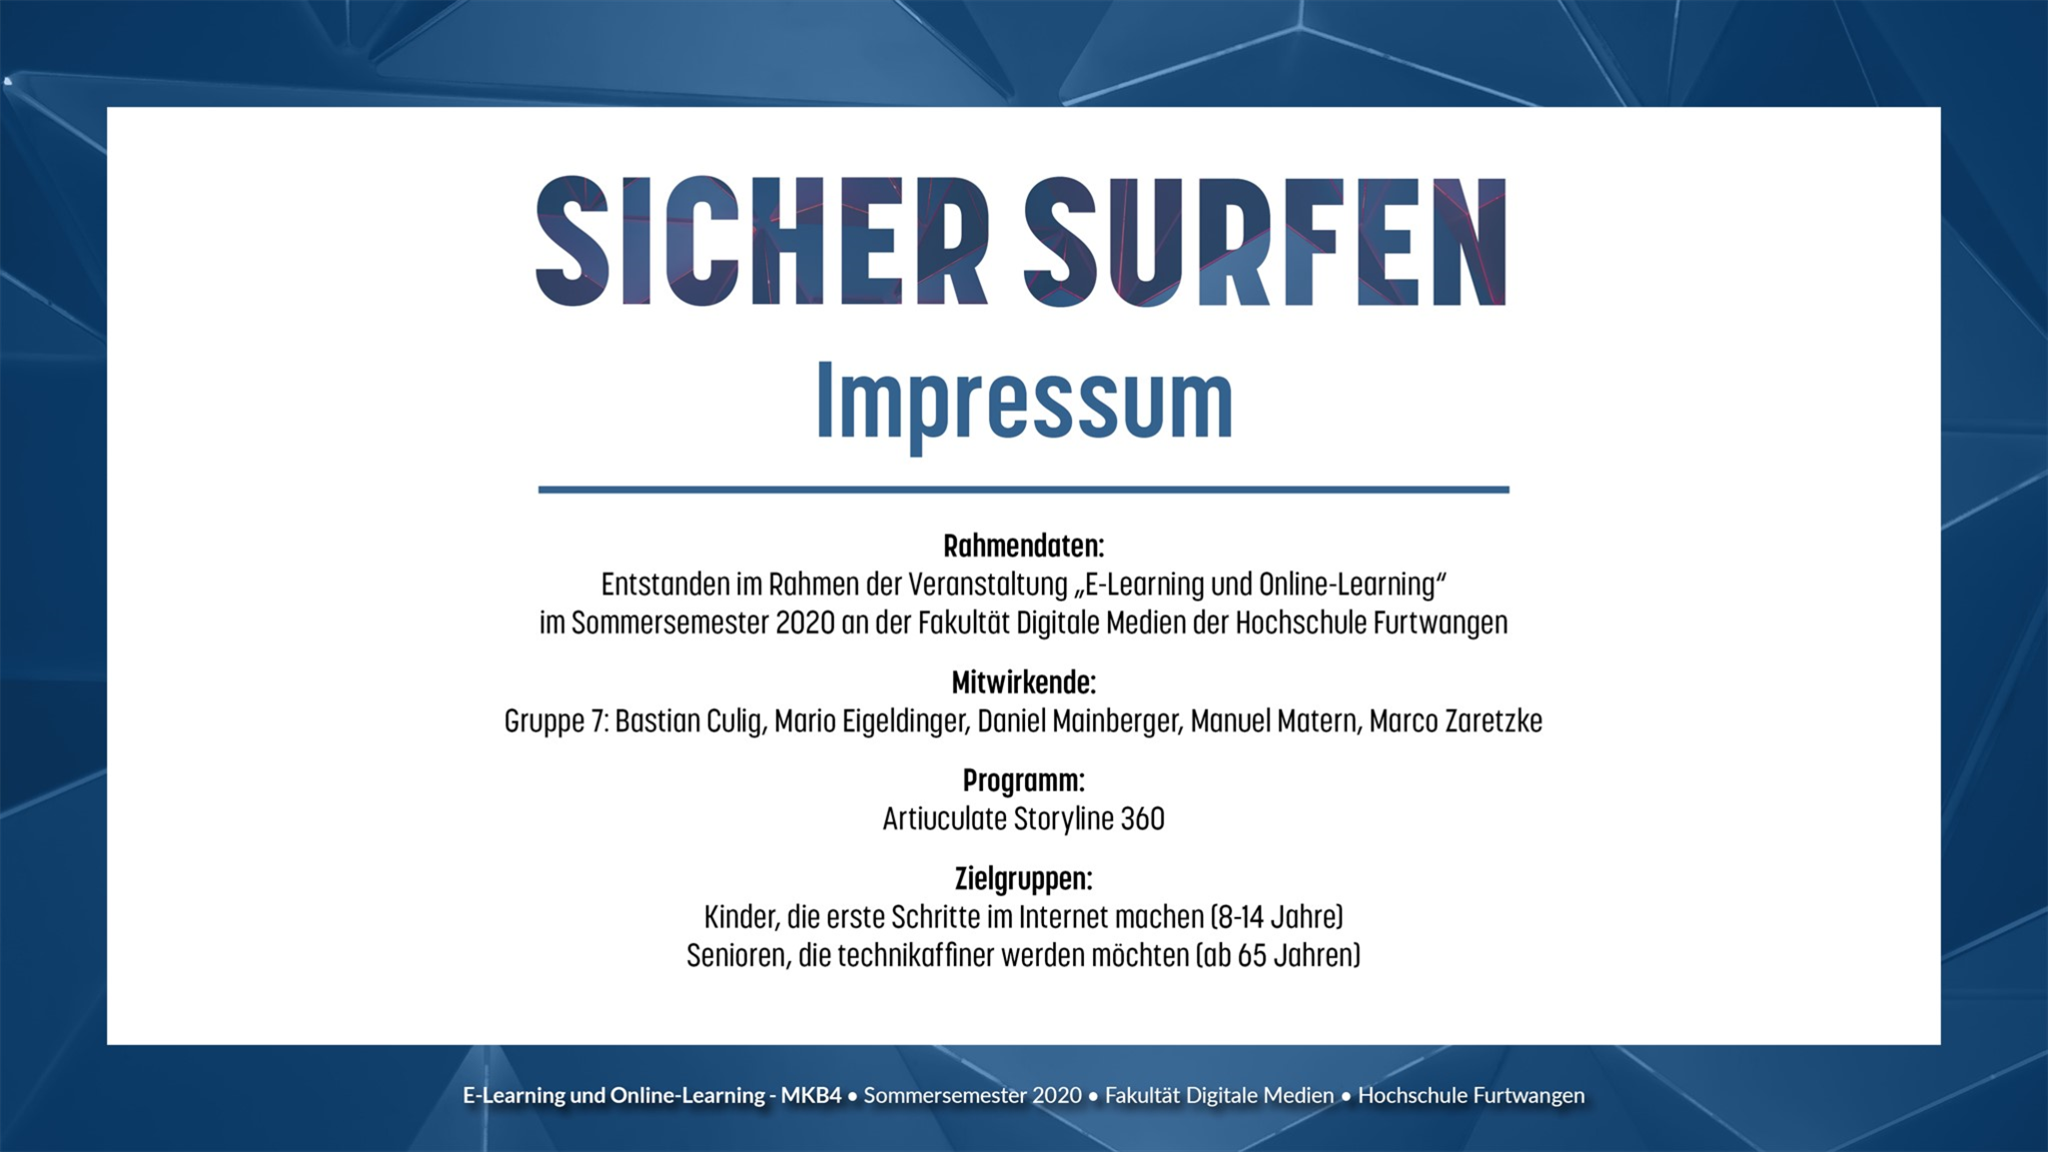 SICHER SURFEN
Impressum
Rahmendaten:
Entstanden im Rahmen der Veranstaltung „E-Learning und Online-Learning“
im Sommersemester 2020 an der Fakultät Digitale Medien der Hochschule Furtwangen
Mitwirkende:
Gruppe 7: Bastian Culig, Mario Eigeldinger, Daniel Mainberger, Manuel Matern, Marco Zaretzke
Programm:
Artiuculate Storyline 360
Zielgruppen:
Kinder, die erste Schritte im Internet machen (8-14 Jahre)
Senioren, die technikaffiner werden möchten (ab 65 Jahren)
E-Learning und Online-Learning - MKB4 • Sommersemester 2020 • Fakultät Digitale Medien • Hochschule Furtwangen